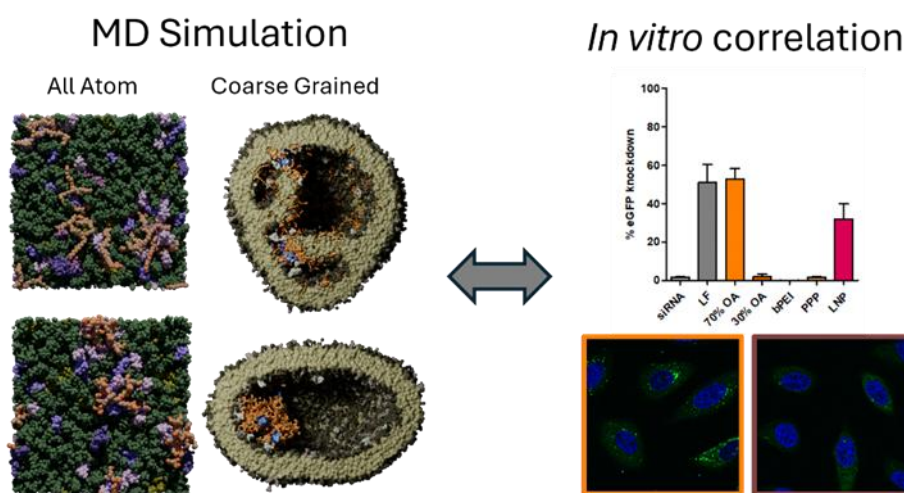 MD Simulation
In vitro correlation
All Atom
Coarse Grained
100
80
60
40
20
0
% eGFP knockdown
siRNA
LF
70% OA
30% OA
bPEI
PPP
LNP